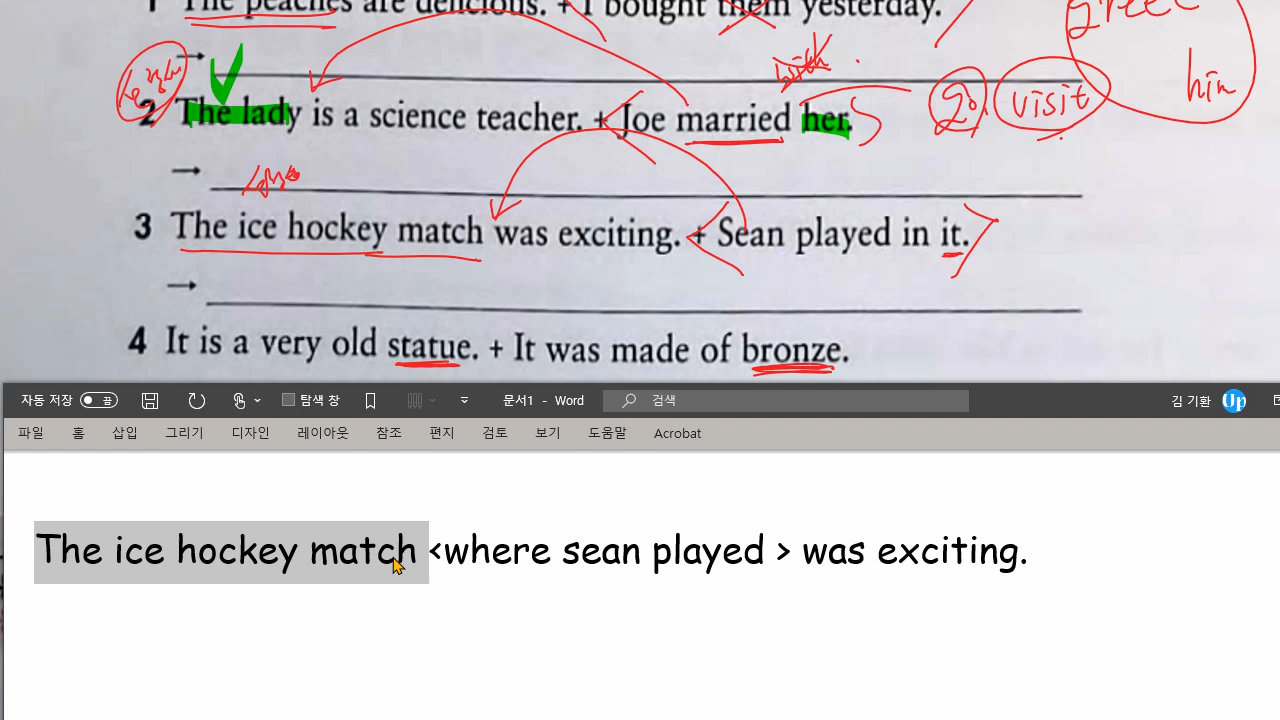 1 The peaches are delicious. + I bought them yesterday.
greet
him
→
with
go visit
2 The lady is a science teacher. + Joe married her.
→
3 The ice hockey match was exciting. + Sean played in it.
→
4 It is a very old statue. + It was made of bronze.
자동 저장 끔 탐색 창 문서1 - Word 검색 김 기환 Up
파일 홈 삽입 그리기 디자인 레이아웃 참조 편지 검토 보기 도움말 Acrobat
The ice hockey match <where sean played > was exciting.